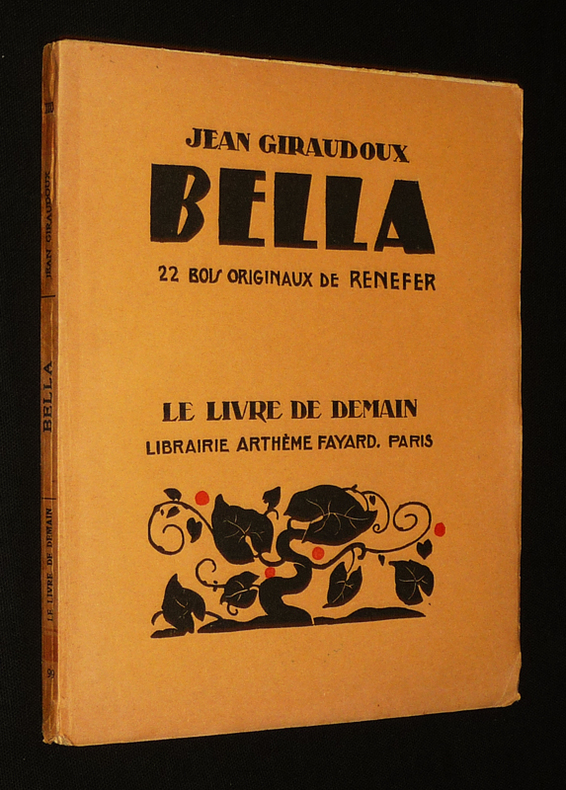 JEAN GIRAUDOUX
BELLA
22 BOIS ORIGINAUX DE RENEFER
LE LIVRE DE DEMAIN
LIBRAIRIE ARTHÈME FAYARD. PARIS
JEAN GIRAUDOUX
BELLA
LE LIVRE DE DEMAIN
99